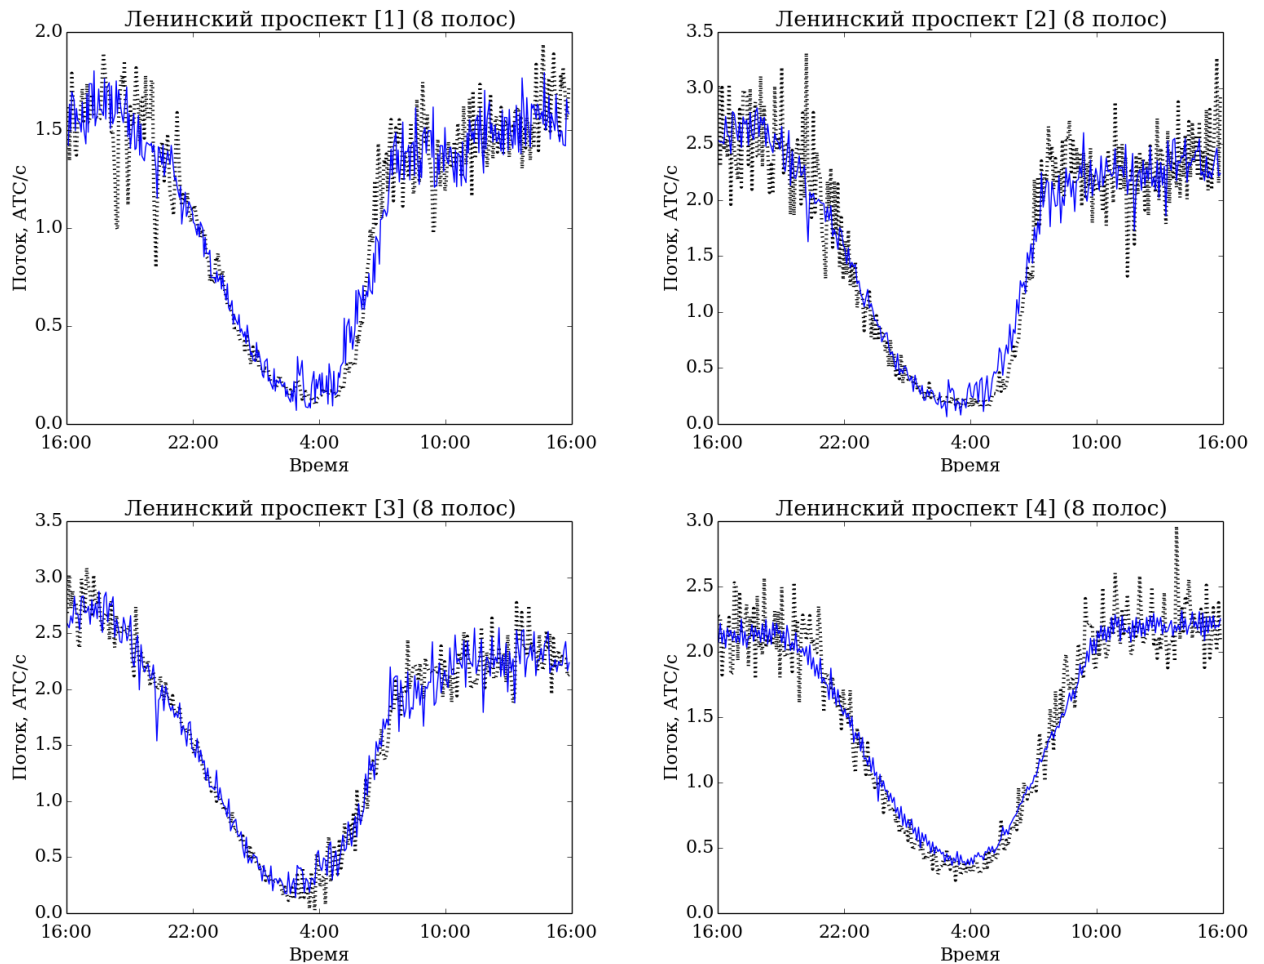 Ленинский проспект [1] (8 полос)
2.0
1.5
1.0
0.5
0.0
Поток, АТС/с
16:00 22:00 4:00 10:00 16:00
Время
Ленинский проспект [2] (8 полос)
3.5
3.0
2.5
2.0
1.5
1.0
0.5
0.0
Поток, АТС/с
16:00 22:00 4:00 10:00 16:00
Время
Ленинский проспект [3] (8 полос)
3.5
3.0
2.5
2.0
1.5
1.0
0.5
0.0
Поток, АТС/с
16:00 22:00 4:00 10:00 16:00
Время
Ленинский проспект [4] (8 полос)
3.0
2.5
2.0
1.5
1.0
0.5
0.0
Поток, АТС/с
16:00 22:00 4:00 10:00 16:00
Время